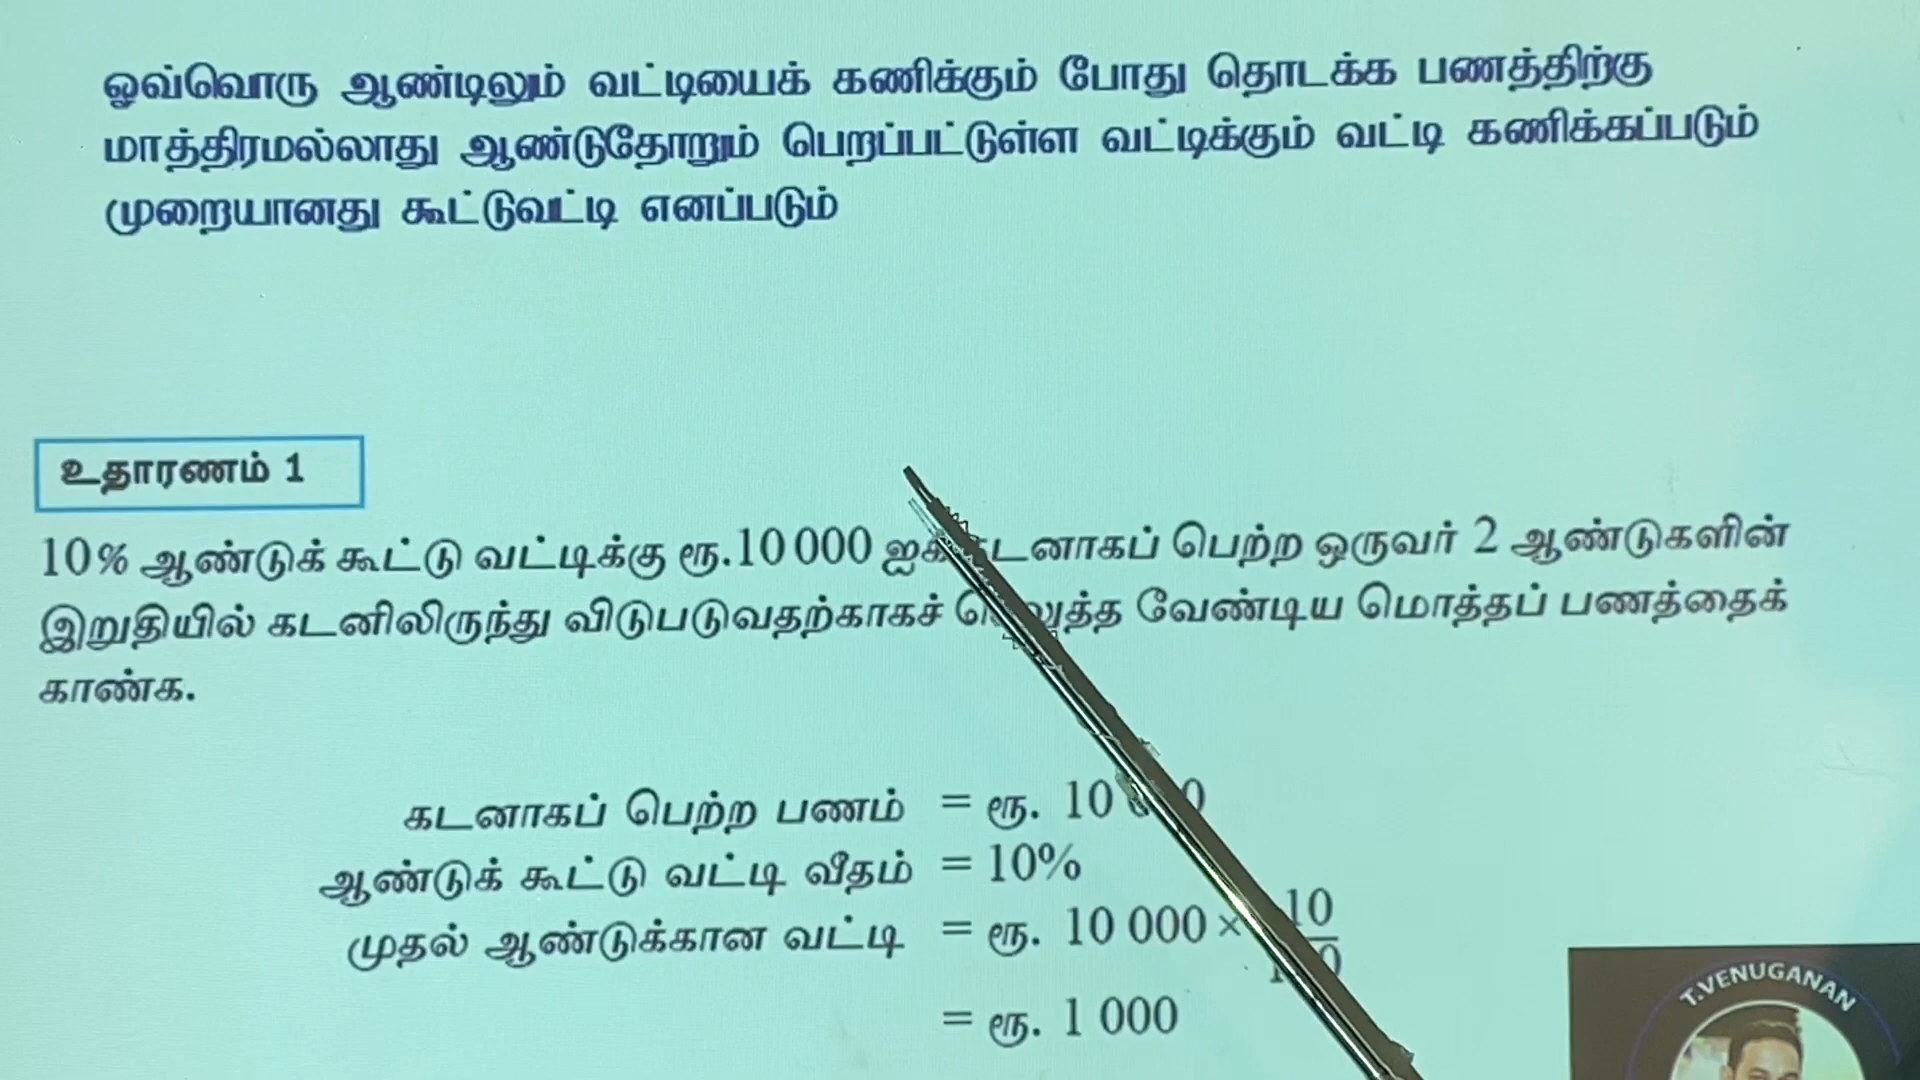 ஒவ்வொரு ஆண்டிலும் வட்டியைக் கணிக்கும் போது தொடக்க பணத்திற்கு
மாத்திரமல்லாது ஆண்டுதோறும் பெறப்பட்டுள்ள வட்டிக்கும் வட்டி கணிக்கப்படும்
முறையானது கூட்டுவட்டி எனப்படும்
உதாரணம் 1
10% ஆண்டுக் கூட்டு வட்டிக்கு ரூ.10 000 பெற்ற ஒருவர் 2 ஆண்டுகளின்
இறுதியில் கடனிலிருந்து விடுபடுவதற்காகச் வேண்டிய மொத்தப் பணத்தைக்
காண்க.
கடனாகப் பெற்ற பணம் = ரூ.
ஆண்டுக் கூட்டு வட்டி வீதம் = 10%
முதல் ஆண்டுக்கான வட்டி = ரூ. 10 000 × 10
= ரூ. 1 000
T.VENUGANAN